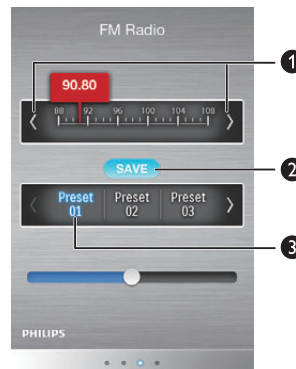 FM Radio
90.80
88 92 96 100 104 108
1
SAVE
2
Preset 01
Preset 02
Preset 03
3
PHILIPS